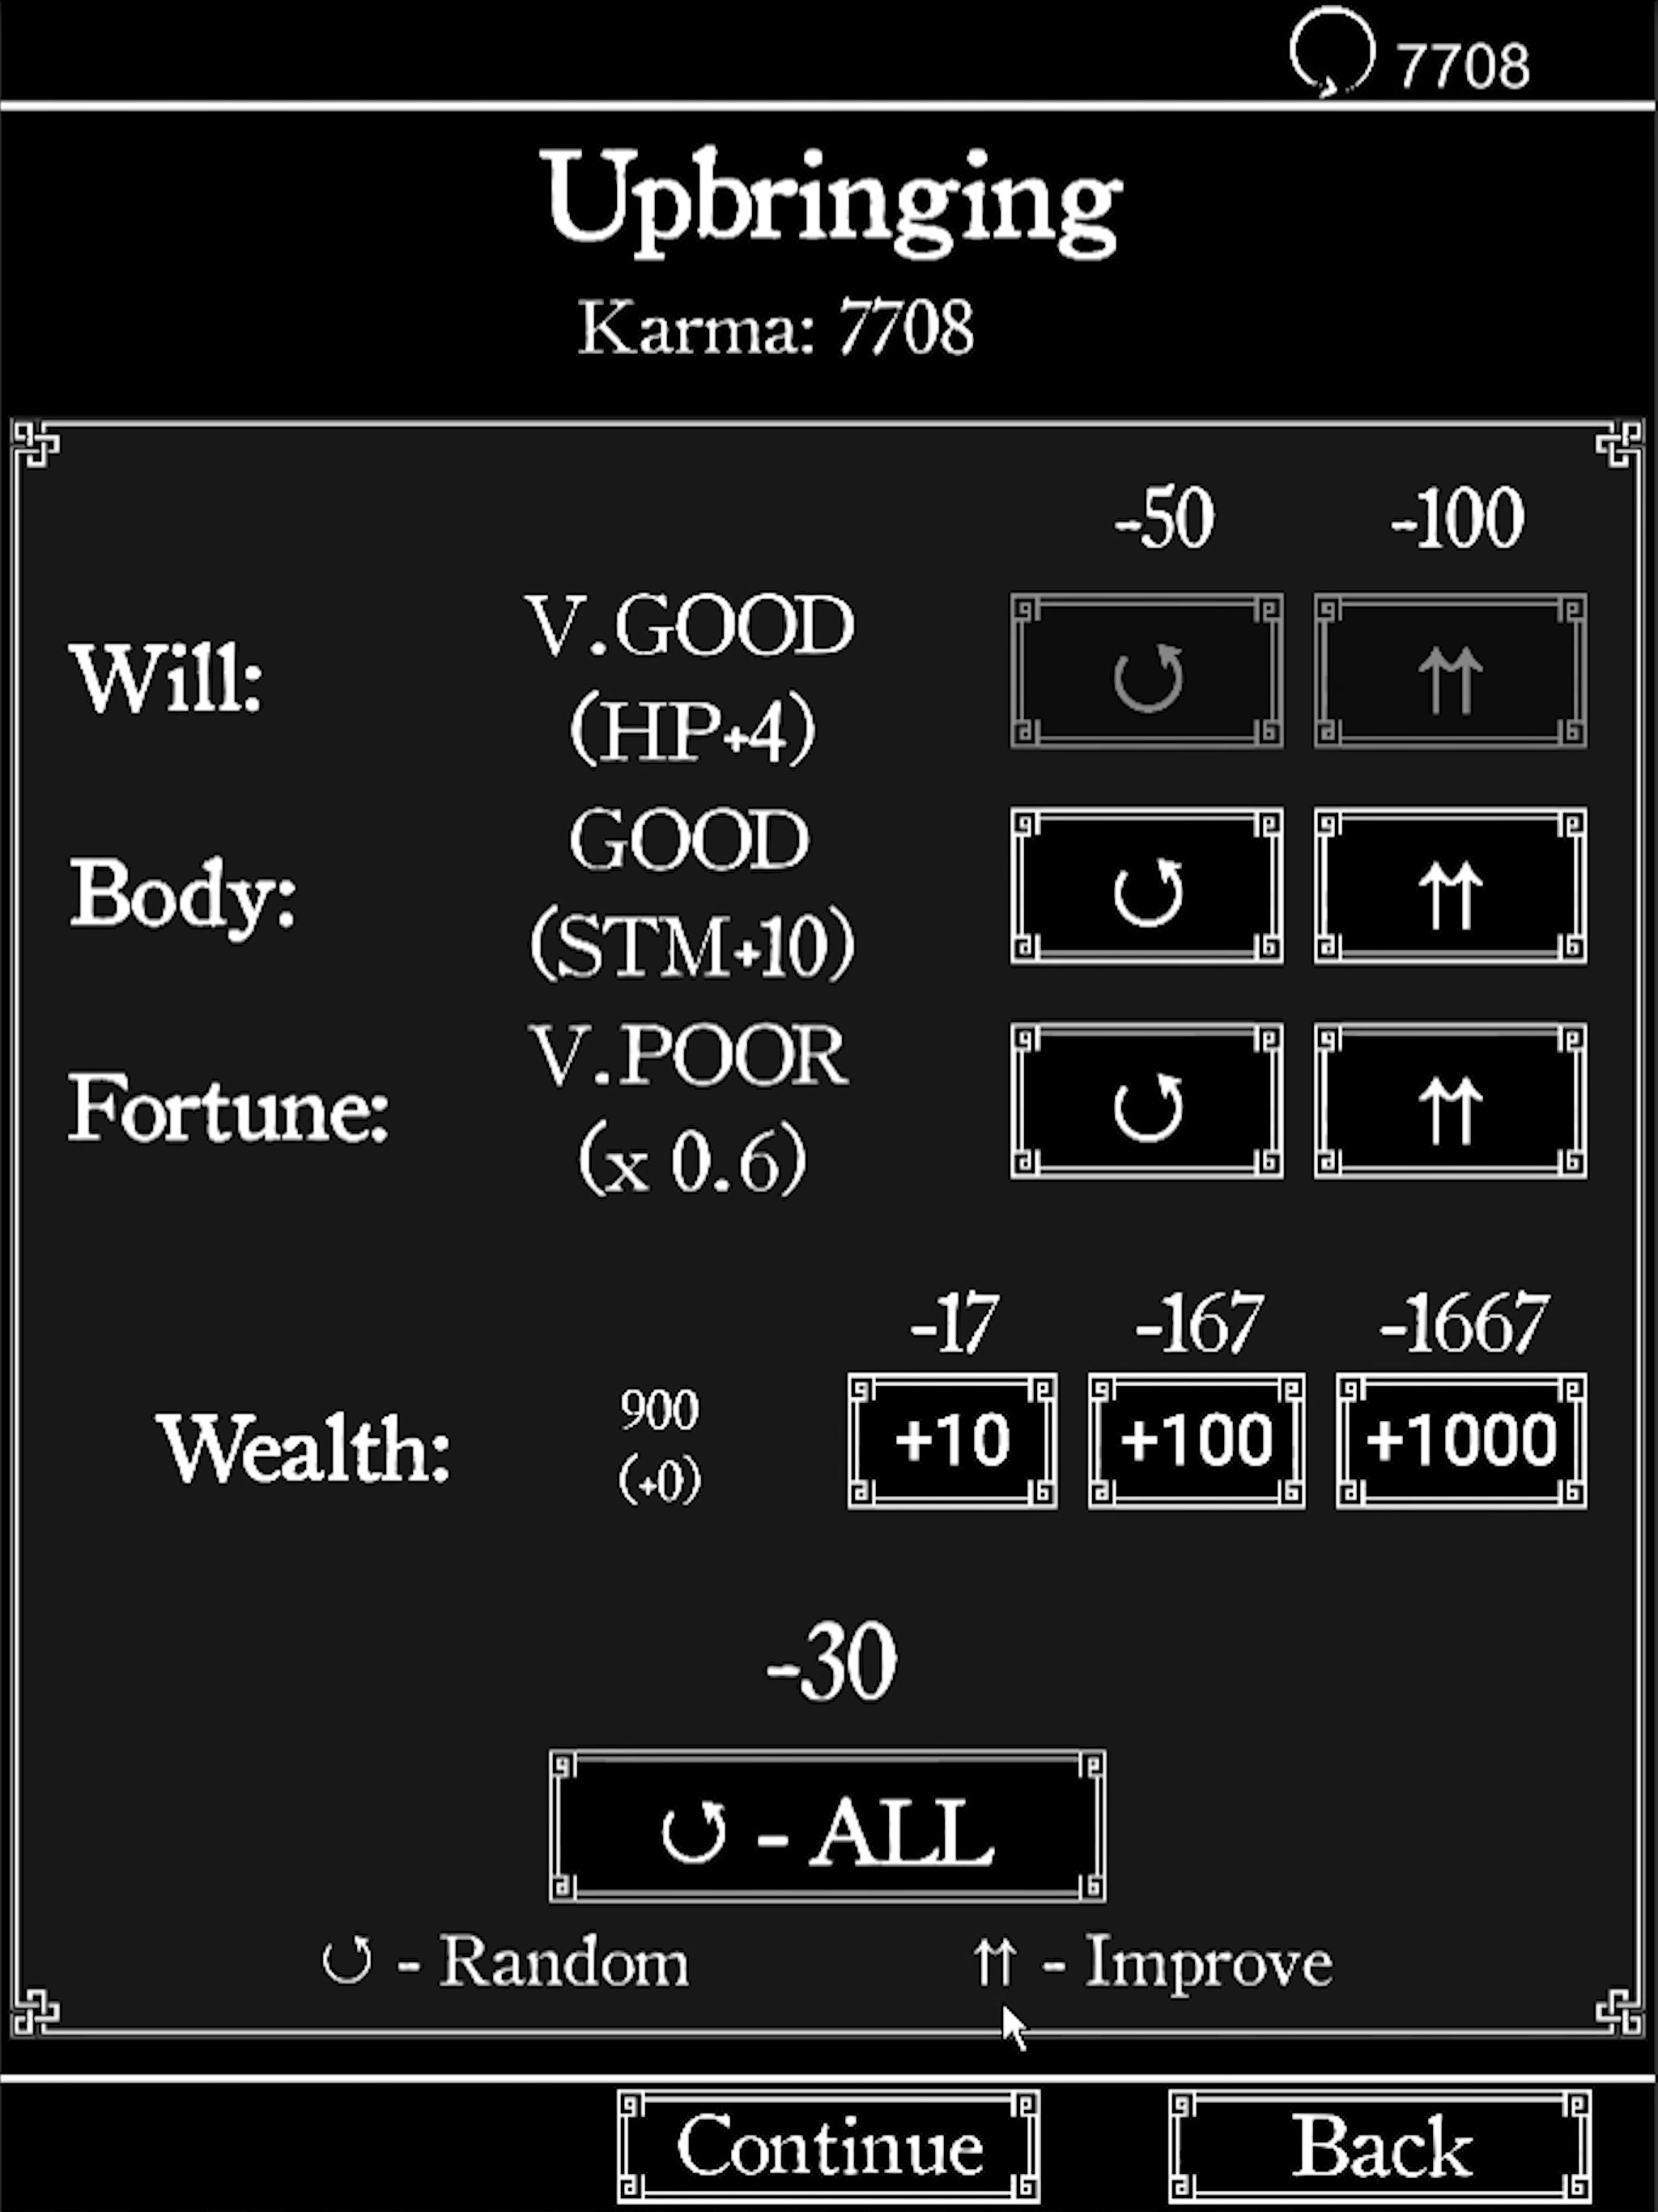 7708
Upbringing
Karma: 7708
-50 -100
Will: V.GOOD (HP+4)
Body: GOOD (STM+10)
Fortune: V.POOR (x 0.6)
-17 -167 -1667
Wealth: 900 (+0) +10 +100 +1000
-30
- ALL
- Random - Improve
Continue Back